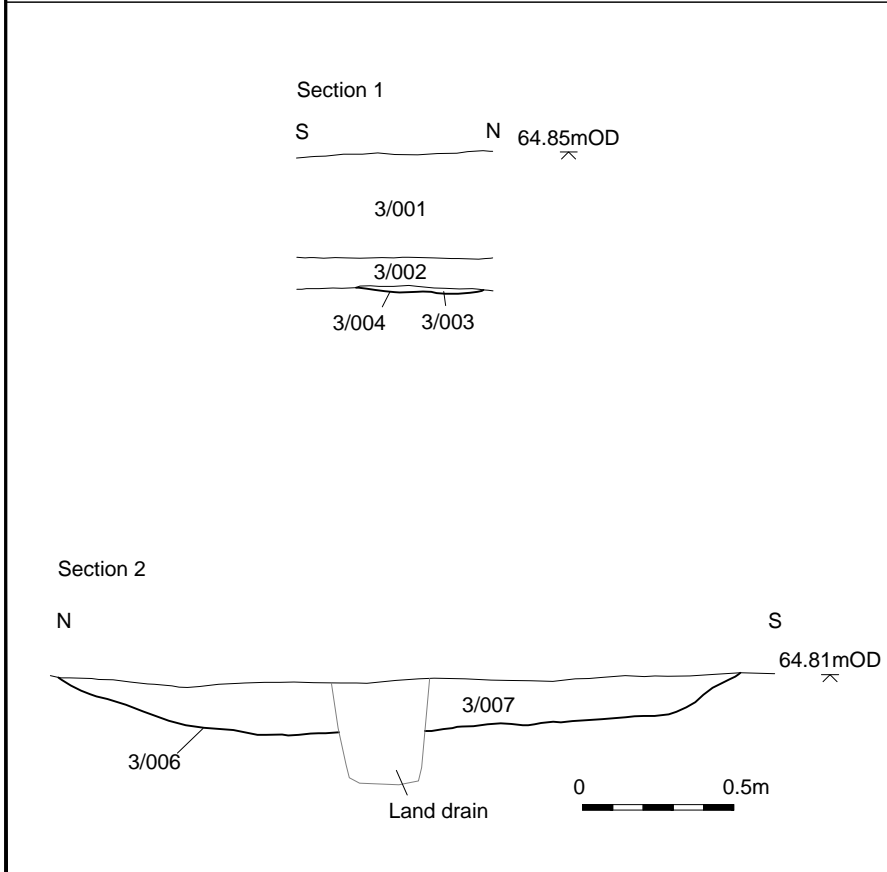 Section 1
S N 64.85mOD
3/001
3/002
3/004 3/003
Section 2
N S
64.81mOD
3/007
3/006
Land drain
0 0.5m